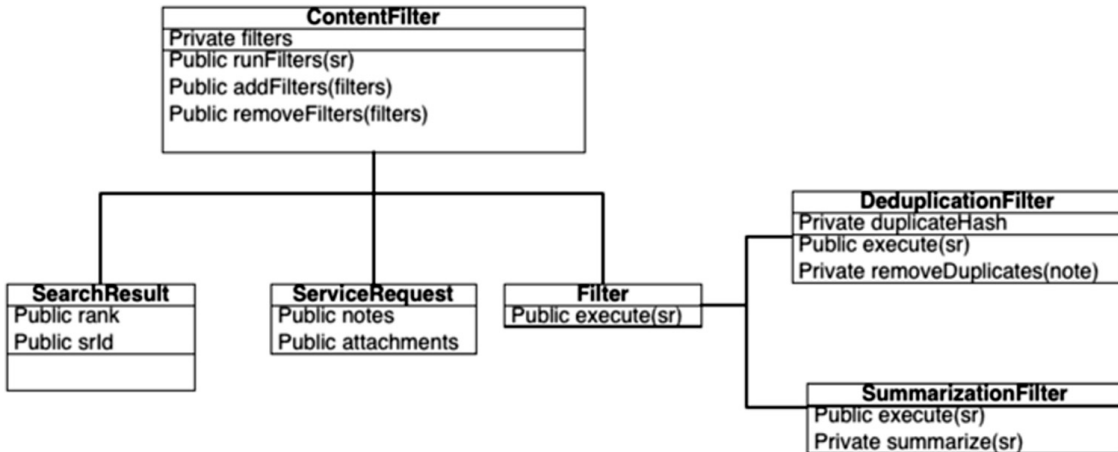 ContentFilter
Private filters
Public runFilters(sr)
Public addFilters(filters)
Public removeFilters(filters)
SearchResult
Public rank
Public srId
ServiceRequest
Public notes
Public attachments
Filter
Public execute(sr)
DeduplicationFilter
Private duplicateHash
Public execute(sr)
Private removeDuplicates(note)
SummarizationFilter
Public execute(sr)
Private summarize(sr)